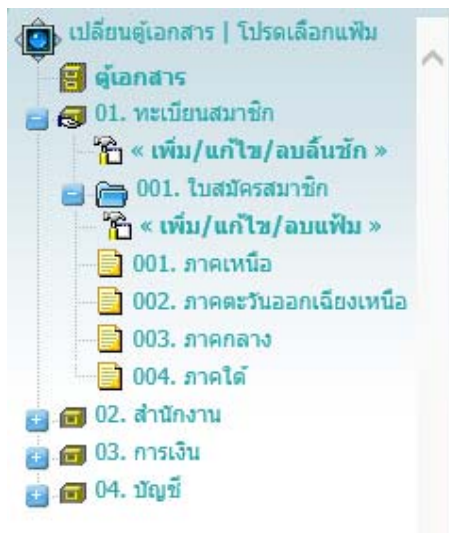 เปลี่ยนตู้เอกสาร | โปรดเลือกแฟ้ม
ตู้เอกสาร
01. ทะเบียนสมาชิก
« เพิ่ม/แก้ไข/ลบลิ้นชัก »
001. ใบสมัครสมาชิก
« เพิ่ม/แก้ไข/ลบแฟ้ม »
001. ภาคเหนือ
002. ภาคตะวันออกเฉียงเหนือ
003. ภาคกลาง
004. ภาคใต้
02. สำนักงาน
03. การเงิน
04. บัญชี